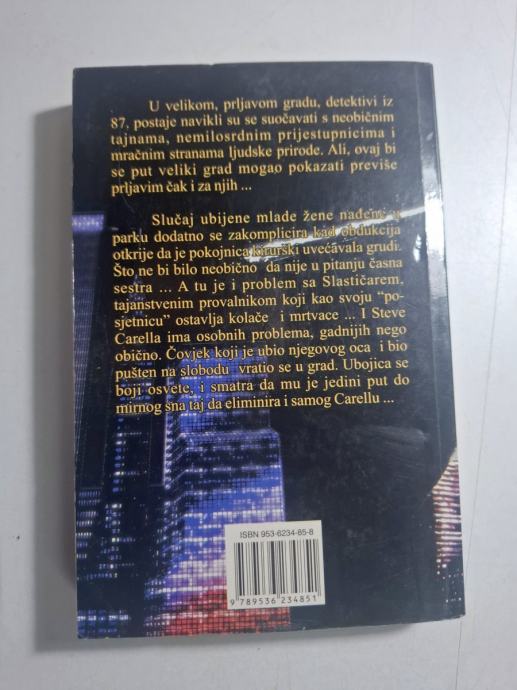 U velikom, prljavom gradu, detektivi iz
87. postaje navikli su se suočavati s neobičnim
tajnama, nemilosrdnim prijestupnicima i
mračnim stranama ljudske prirode. Ali, ovaj bi
se put veliki grad mogao pokazati previše
prljavim čak i za njih ...
Slučaj ubijene mlade žene nađene u
parku dodatno se zakomplicira kad obdukcija
otkrije da je pokojnica kiturški uvećavala grudi.
Što ne bi bilo neobično da nije u pitanju časna
sestra ... A tu je i problem sa Slastičarem,
tajanstvenim provalnikom koji kao svoju “po-
sjetnicu” ostavlja kolače i mrtvace ... I Steve
Carella ima osobnih problema, gadnijih nego
obično. Čovjek koji je ubio njegovog oca i bio
pušten na slobodu vratio se u grad. Ubojica se
boji osvete, i smatra da mu je jedini put do
mirnog sna taj da eliminira i samog Carellu ...
ISBN 953-6234-85-8
9 789536 234851